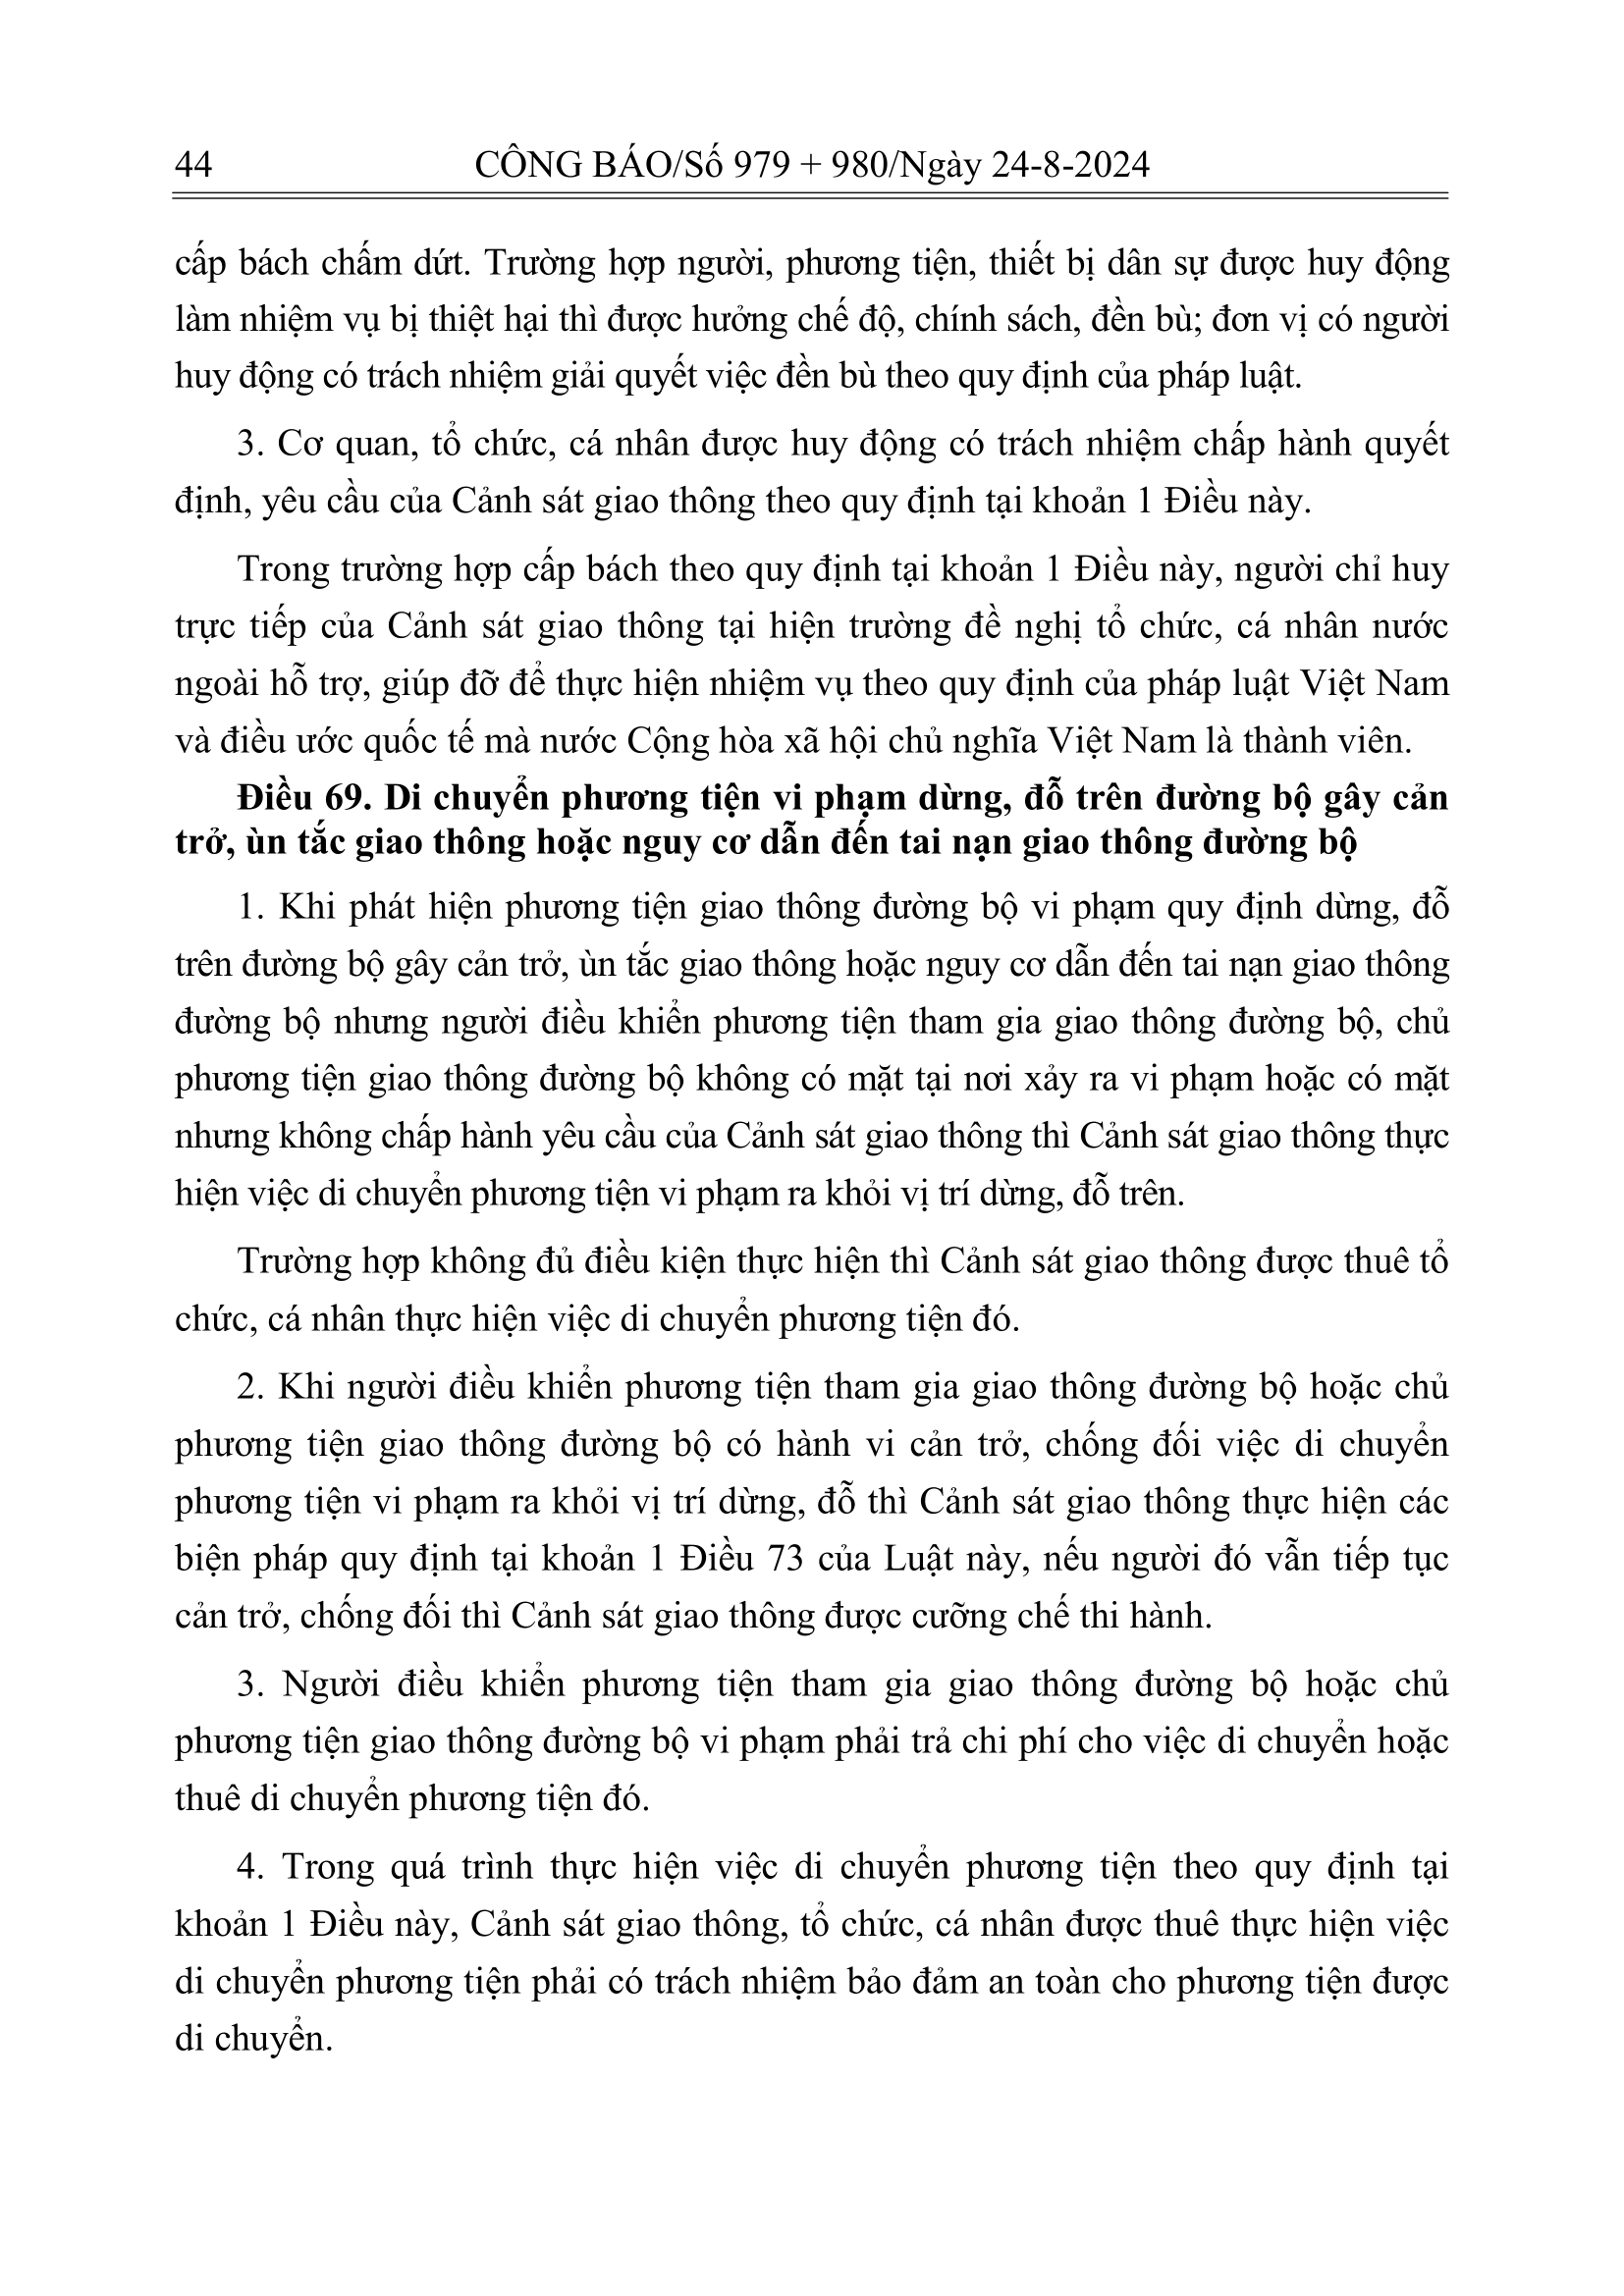 44
CÔNG BÁO/Số 979 + 980/Ngày 24-8-2024
cấp bách chấm dứt. Trường hợp người, phương tiện, thiết bị dân sự được huy động
làm nhiệm vụ bị thiệt hại thì được hưởng chế độ, chính sách, đền bù; đơn vị có người
huy động có trách nhiệm giải quyết việc đền bù theo quy định của pháp luật.
3. Cơ quan, tổ chức, cá nhân được huy động có trách nhiệm chấp hành quyết
định, yêu cầu của Cảnh sát giao thông theo quy định tại khoản 1 Điều này.
Trong trường hợp cấp bách theo quy định tại khoản 1 Điều này, người chỉ huy
trực tiếp của Cảnh sát giao thông tại hiện trường đề nghị tổ chức, cá nhân nước
ngoài hỗ trợ, giúp đỡ để thực hiện nhiệm vụ theo quy định của pháp luật Việt Nam
và điều ước quốc tế mà nước Cộng hòa xã hội chủ nghĩa Việt Nam là thành viên.
Điều 69. Di chuyển phương tiện vi phạm dừng, đỗ trên đường bộ gây cản
trở, ùn tắc giao thông hoặc nguy cơ dẫn đến tai nạn giao thông đường bộ
1. Khi phát hiện phương tiện giao thông đường bộ vi phạm quy định dừng, đỗ
trên đường bộ gây cản trở, ùn tắc giao thông hoặc nguy cơ dẫn đến tai nạn giao thông
đường bộ nhưng người điều khiển phương tiện tham gia giao thông đường bộ, chủ
phương tiện giao thông đường bộ không có mặt tại nơi xảy ra vi phạm hoặc có mặt
nhưng không chấp hành yêu cầu của Cảnh sát giao thông thì Cảnh sát giao thông thực
hiện việc di chuyển phương tiện vi phạm ra khỏi vị trí dừng, đỗ trên.
Trường hợp không đủ điều kiện thực hiện thì Cảnh sát giao thông được thuê tổ
chức, cá nhân thực hiện việc di chuyển phương tiện đó.
2. Khi người điều khiển phương tiện tham gia giao thông đường bộ hoặc chủ
phương tiện giao thông đường bộ có hành vi cản trở, chống đối việc di chuyển
phương tiện vi phạm ra khỏi vị trí dừng, đỗ thì Cảnh sát giao thông thực hiện các
biện pháp quy định tại khoản 1 Điều 73 của Luật này, nếu người đó vẫn tiếp tục
cản trở, chống đối thì Cảnh sát giao thông được cưỡng chế thi hành.
3. Người điều khiển phương tiện tham gia giao thông đường bộ hoặc chủ
phương tiện giao thông đường bộ vi phạm phải trả chi phí cho việc di chuyển hoặc
thuê di chuyển phương tiện đó.
4. Trong quá trình thực hiện việc di chuyển phương tiện theo quy định tại
khoản 1 Điều này, Cảnh sát giao thông, tổ chức, cá nhân được thuê thực hiện việc
di chuyển phương tiện phải có trách nhiệm bảo đảm an toàn cho phương tiện được
di chuyển.